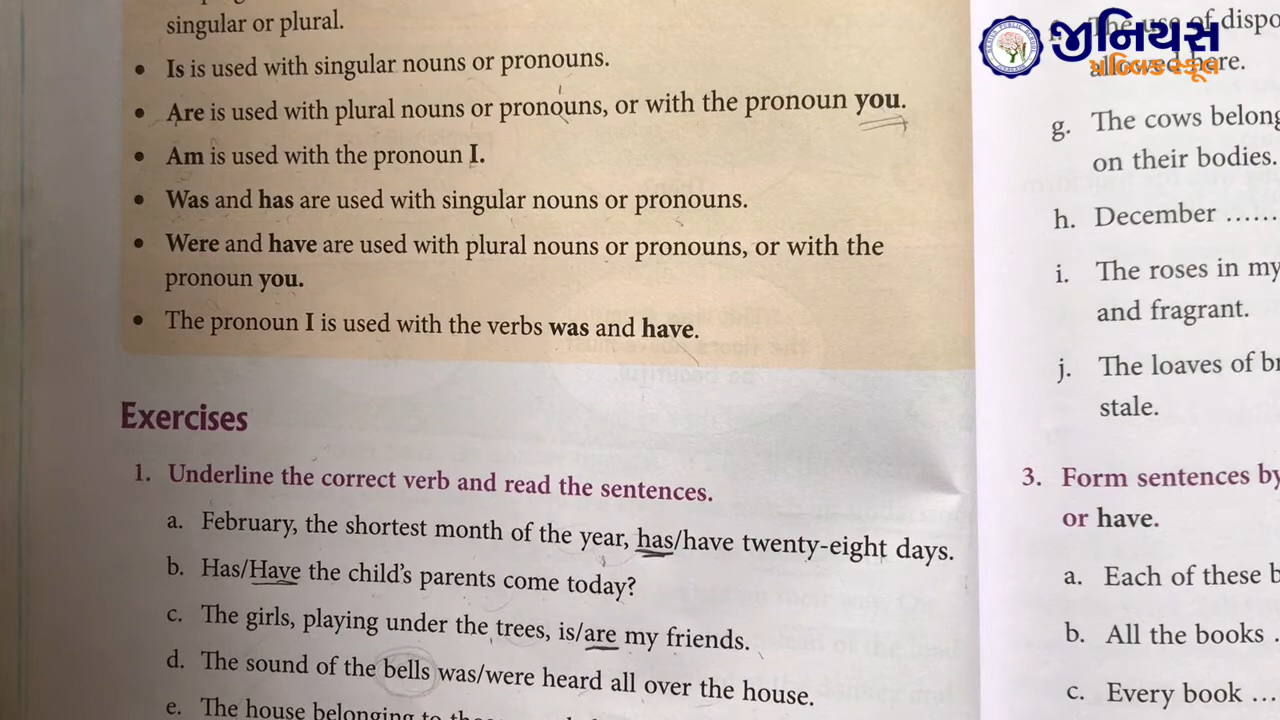 singular or plural.
• Is is used with singular nouns or pronouns.
• Are is used with plural nouns or pronouns, or with the pronoun you.
• Am is used with the pronoun I.
• Was and has are used with singular nouns or pronouns.
• Were and have are used with plural nouns or pronouns, or with the
pronoun you.
• The pronoun I is used with the verbs was and have.
Exercises
1. Underline the correct verb and read the sentences.
a. February, the shortest month of the year, has/have twenty-eight days.
b. Has/Have the child's parents come today?
c. The girls, playing under the trees, is/are my friends.
d. The sound of the bells was/were heard all over the house.
e. The house belonging to
જીનિયસ
પબ્લિક સ્કૂલ
f. The use of dispo
allowed here.
g. The cows belong
on their bodies.
h. December ......
i. The roses in my
and fragrant.
j. The loaves of br
stale.
3. Form sentences by
or have.
a. Each of these b
b. All the books .
c. Every book ...